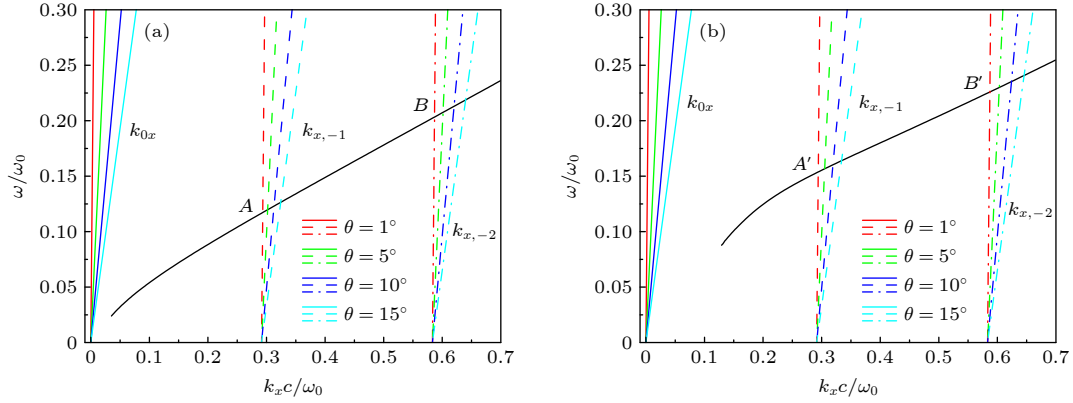 (a)
0.30
0.25
0.20
0.15
0.10
0.05
0
ω/ω₀
k₀ₓ
kₓ,₋₁
kₓ,₋₂
A
B
θ = 1°
θ = 5°
θ = 10°
θ = 15°
0 0.1 0.2 0.3 0.4 0.5 0.6 0.7
kₓc/ω₀
(b)
0.30
0.25
0.20
0.15
0.10
0.05
0
ω/ω₀
k₀ₓ
kₓ,₋₁
kₓ,₋₂
A′
B′
θ = 1°
θ = 5°
θ = 10°
θ = 15°
0 0.1 0.2 0.3 0.4 0.5 0.6 0.7
kₓc/ω₀